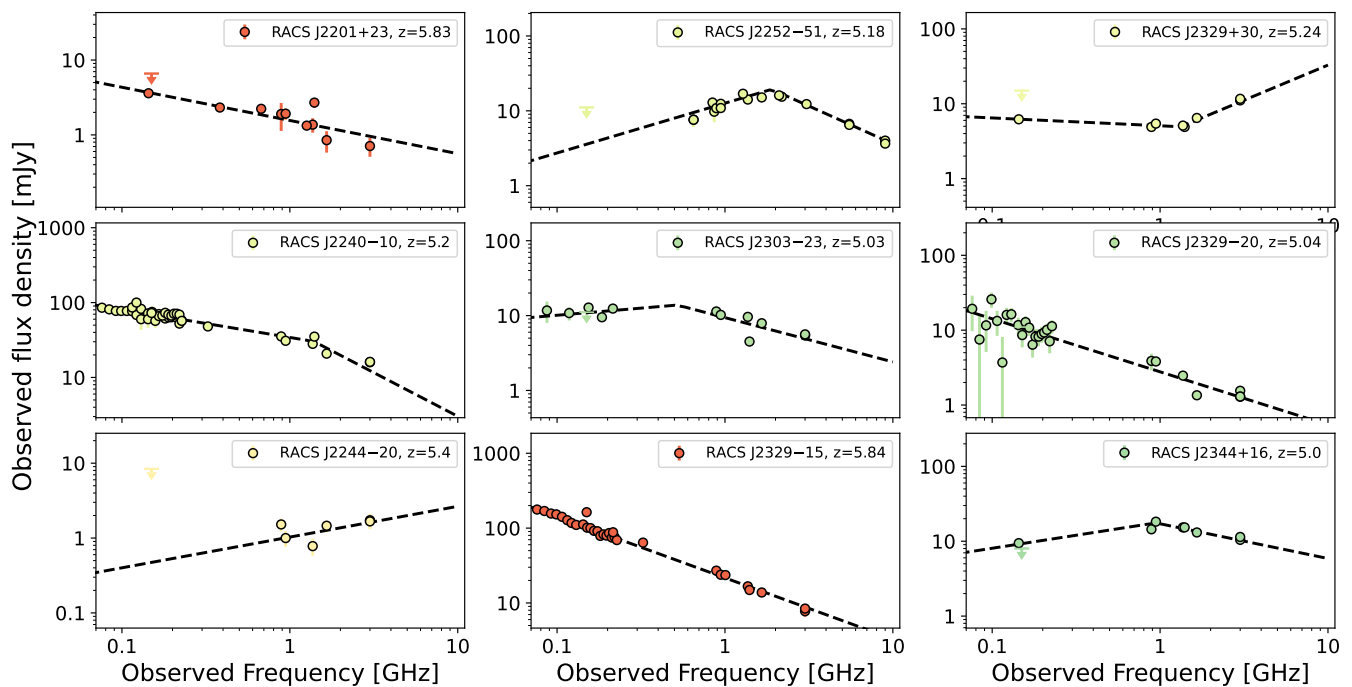 RACS J2201+23, z=5.83
10
1
RACS J2252−51, z=5.18
100
10
1
RACS J2329+30, z=5.24
100
10
1
0.1
1
10
Observed flux density [mJy]
RACS J2240−10, z=5.2
1000
100
10
RACS J2303−23, z=5.03
100
10
1
RACS J2329−20, z=5.04
100
10
1
RACS J2244−20, z=5.4
10
1
0.1
0.1
1
10
Observed Frequency [GHz]
RACS J2329−15, z=5.84
1000
100
10
0.1
1
10
Observed Frequency [GHz]
RACS J2344+16, z=5.0
100
10
1
0.1
1
10
Observed Frequency [GHz]